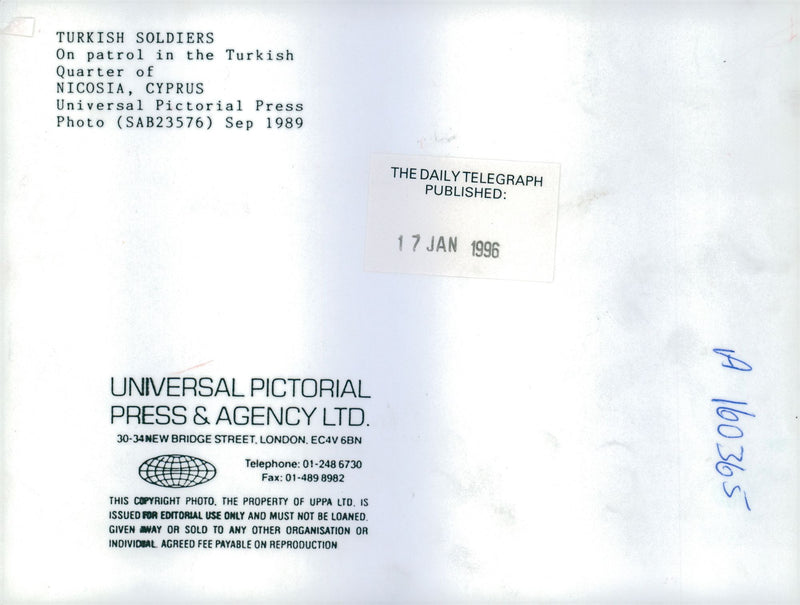 TURKISH SOLDIERS
On patrol in the Turkish
Quarter of
NICOSIA, CYPRUS
Universal Pictorial Press
Photo (SAB23576) Sep 1989
THE DAILY TELEGRAPH
PUBLISHED:
17 JAN 1996
UNIVERSAL PICTORIAL
PRESS & AGENCY LTD.
30-34 NEW BRIDGE STREET, LONDON, EC4V 6BN
Telephone: 01-248 6730
Fax: 01-489 8982
THIS COPYRIGHT PHOTO, THE PROPERTY OF UPPA LTD. IS
ISSUED FOR EDITORIAL USE ONLY AND MUST NOT BE LOANED,
GIVEN AWAY OR SOLD TO ANY OTHER ORGANISATION OR
INDIVIDUAL. AGREED FEE PAYABLE ON REPRODUCTION
A 160365